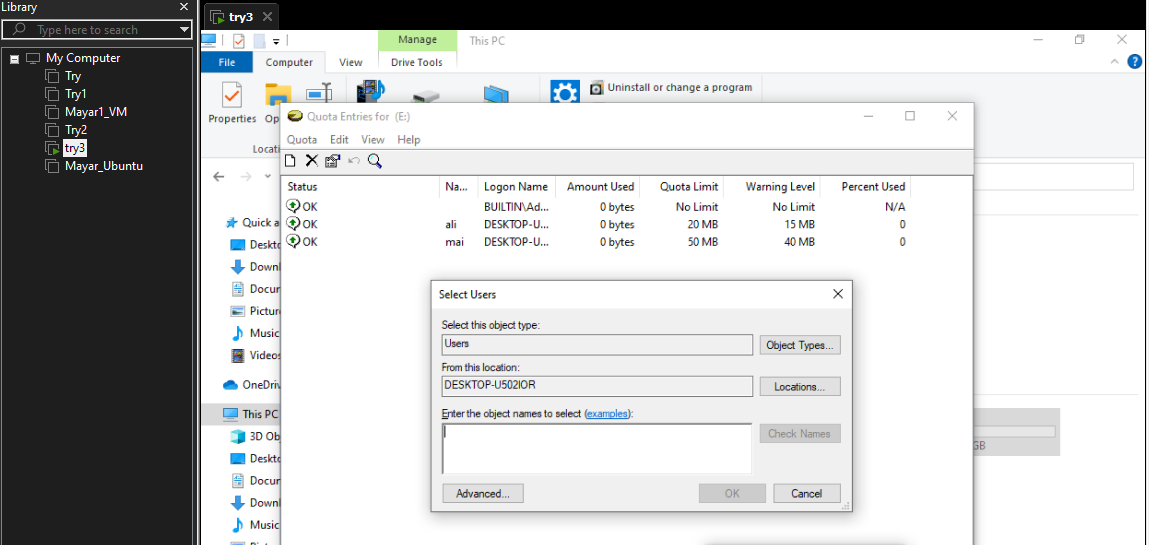 Library
try3
Type here to search
My Computer
Try
Try1
Mayar1_VM
Try2
try3
Mayar_Ubuntu
Manage
This PC
File
Computer
View
Drive Tools
Uninstall or change a program
Properties
Op
Locati
Quota Entries for (E:)
Quota Edit View Help
Status Na... Logon Name Amount Used Quota Limit Warning Level Percent Used
OK BUILTIN\Ad... 0 bytes No Limit No Limit N/A
OK ali DESKTOP-U... 0 bytes 20 MB 15 MB 0
OK mai DESKTOP-U... 0 bytes 50 MB 40 MB 0
Quick a
Deskto
Downl
Docum
Picture
Music
Videos
OneDriv
This PC
3D Obj
Deskto
Docum
Downl
Music
Select Users
Select this object type:
Users
Object Types...
From this location:
DESKTOP-U502IOR
Locations...
Enter the object names to select (examples):
Check Names
Advanced...
OK
Cancel
GB